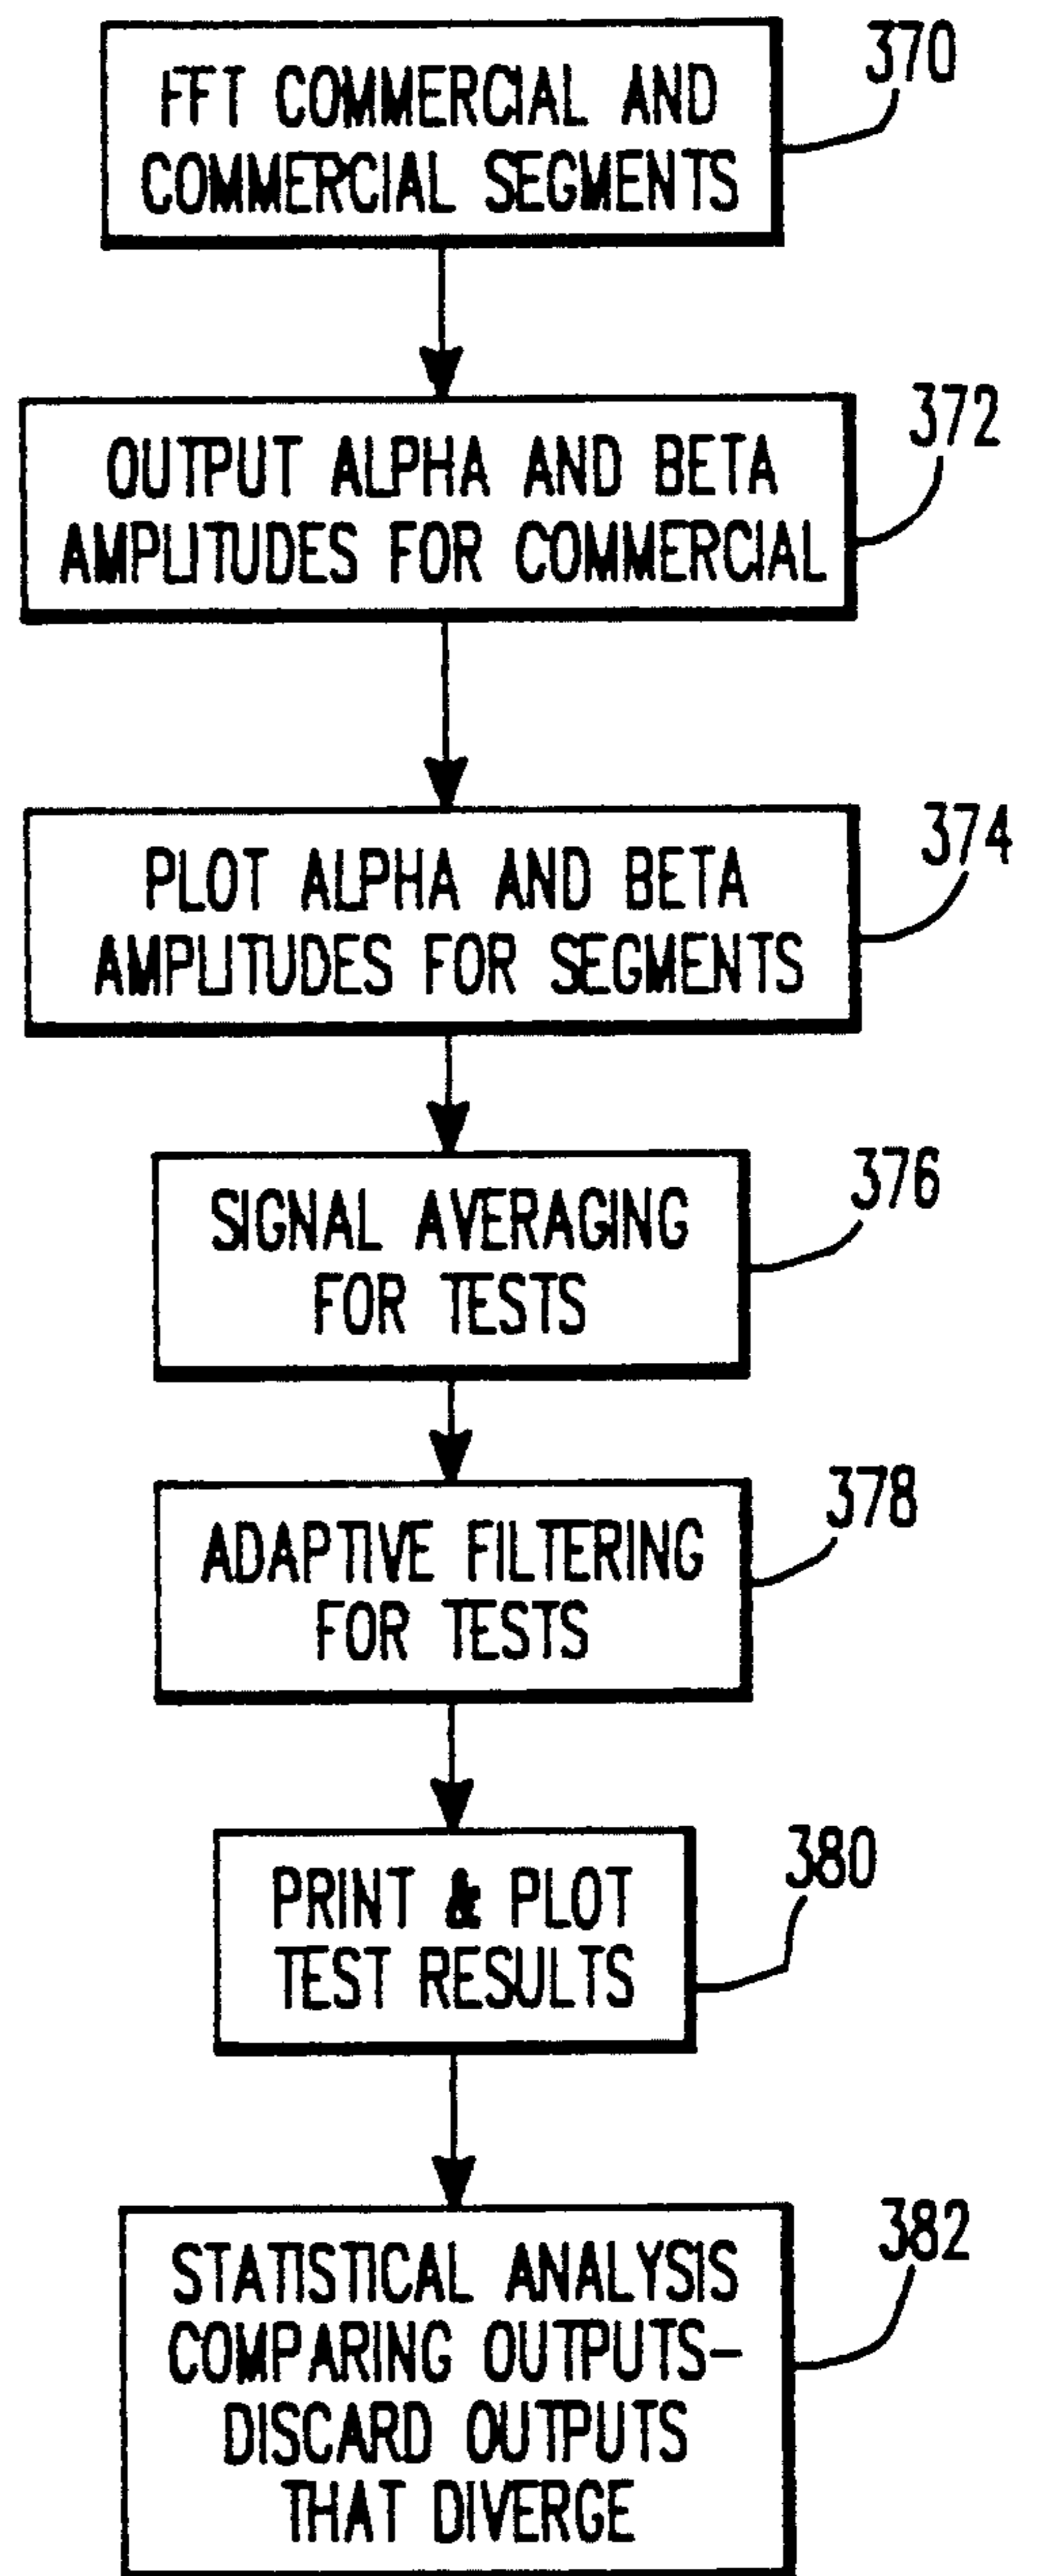 370
FFT COMMERCIAL AND
COMMERCIAL SEGMENTS
372
OUTPUT ALPHA AND BETA
AMPLITUDES FOR COMMERCIAL
374
PLOT ALPHA AND BETA
AMPLITUDES FOR SEGMENTS
376
SIGNAL AVERAGING
FOR TESTS
378
ADAPTIVE FILTERING
FOR TESTS
380
PRINT & PLOT
TEST RESULTS
382
STATISTICAL ANALYSIS
COMPARING OUTPUTS-
DISCARD OUTPUTS
THAT DIVERGE